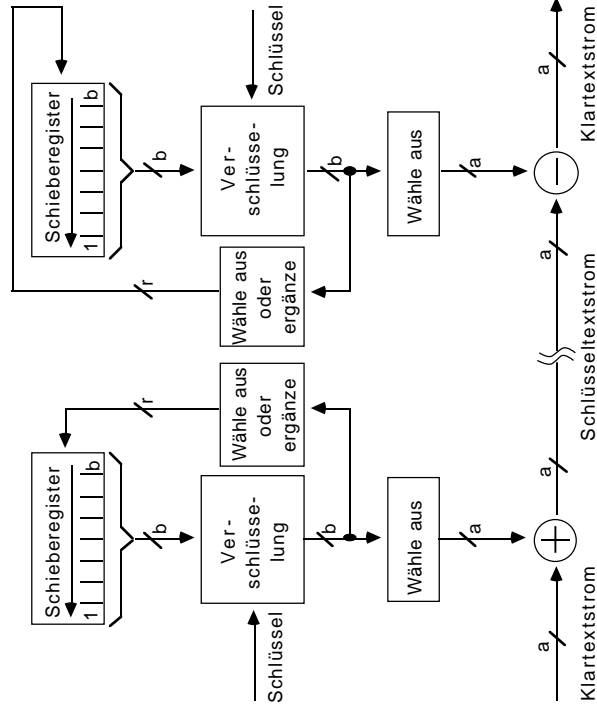 Schieberegister
1
b
b
Schlüssel
Ver-
schlüsse-
lung
b
Wähle aus
oder
ergänze
r
Wähle aus
a
Klartextstrom
a
a
Schlüsseltextstrom
Schieberegister
1
b
b
Schlüssel
Ver-
schlüsse-
lung
b
Wähle aus
oder
ergänze
r
Wähle aus
a
a
a
Klartextstrom